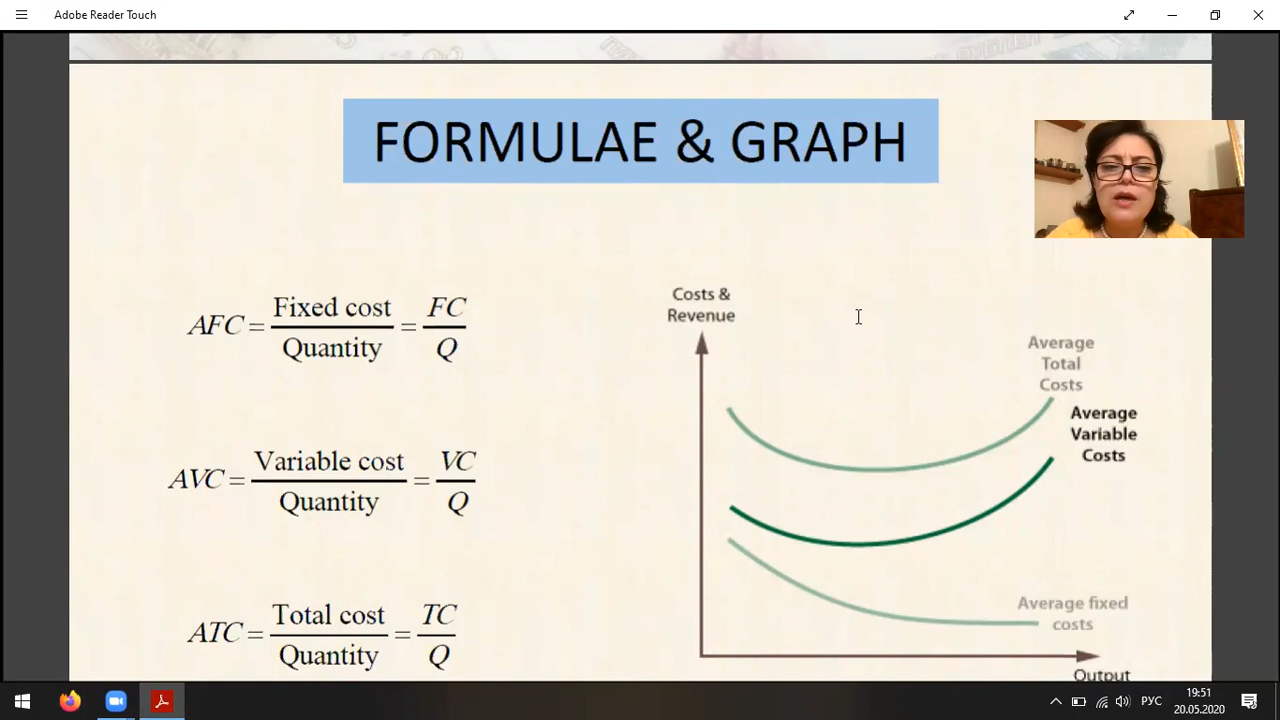 Adobe Reader Touch
FORMULAE & GRAPH
AFC = Fixed cost / Quantity = FC / Q
AVC = Variable cost / Quantity = VC / Q
ATC = Total cost / Quantity = TC / Q
Costs &
Revenue
Average
Total
Costs
Average
Variable
Costs
Average fixed
costs
Output
РУС
19:51
20.05.2020